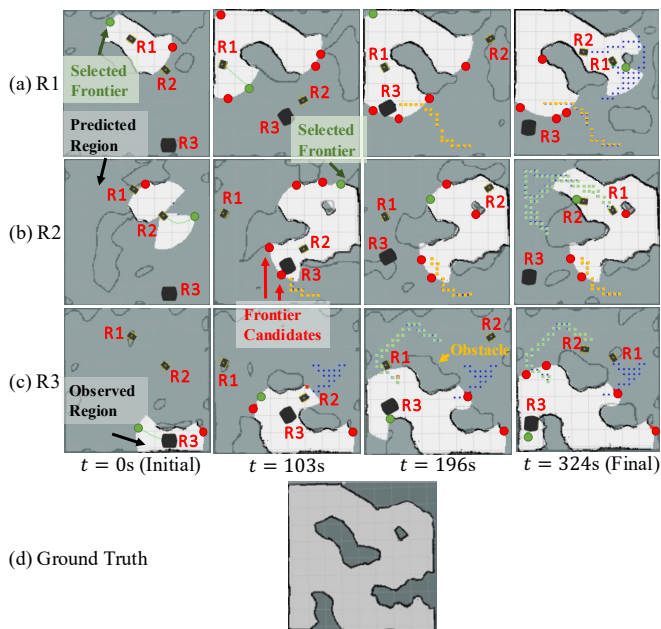 R1
R2
R3
Selected
Frontier
(a) R1
R1
R2
R3
R2
R1
R3
R2
R1
R3
Predicted
Region
Selected
Frontier
(b) R2
R1
R2
R3
R1
R2
R3
R1
R2
R3
R2
R1
R3
Frontier
Candidates
(c) R3
R1
R2
R3
Observed
Region
R1
R2
R3
R2
Obstacle
R1
R3
R2
R1
R3
t = 0s (Initial)
t = 103s
t = 196s
t = 324s (Final)
(d) Ground Truth